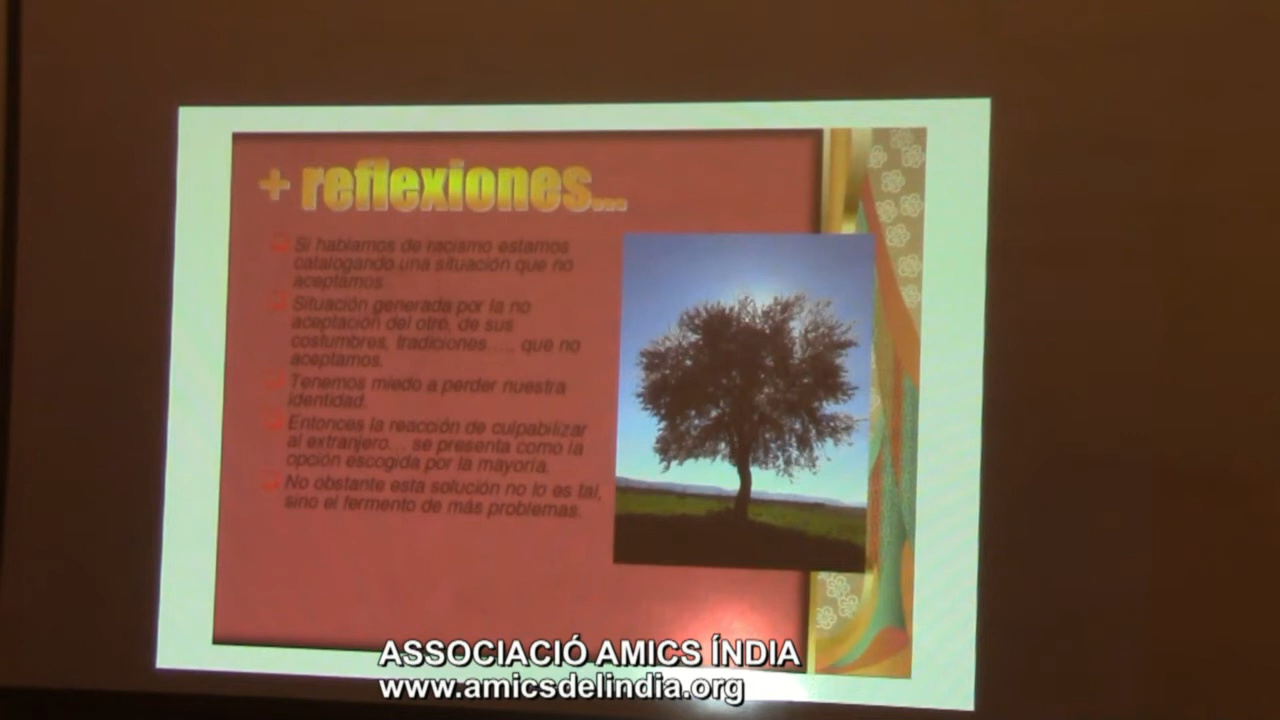 + reflexiones...
Si hablamos de racismo estamos
catalogando una situación que no
aceptamos.
Situación generada por la no
aceptación del otro, de sus
costumbres, tradiciones….. que no
aceptamos.
Tenemos miedo a perder nuestra
identidad.
Entonces la reacción de culpabilizar
al extranjero… se presenta como la
opción escogida por la mayoría.
No obstante esta solución no lo es tal,
sino el fermento de más problemas.
ASSOCIACIÓ AMICS ÍNDIA
www.amicsdelindia.org